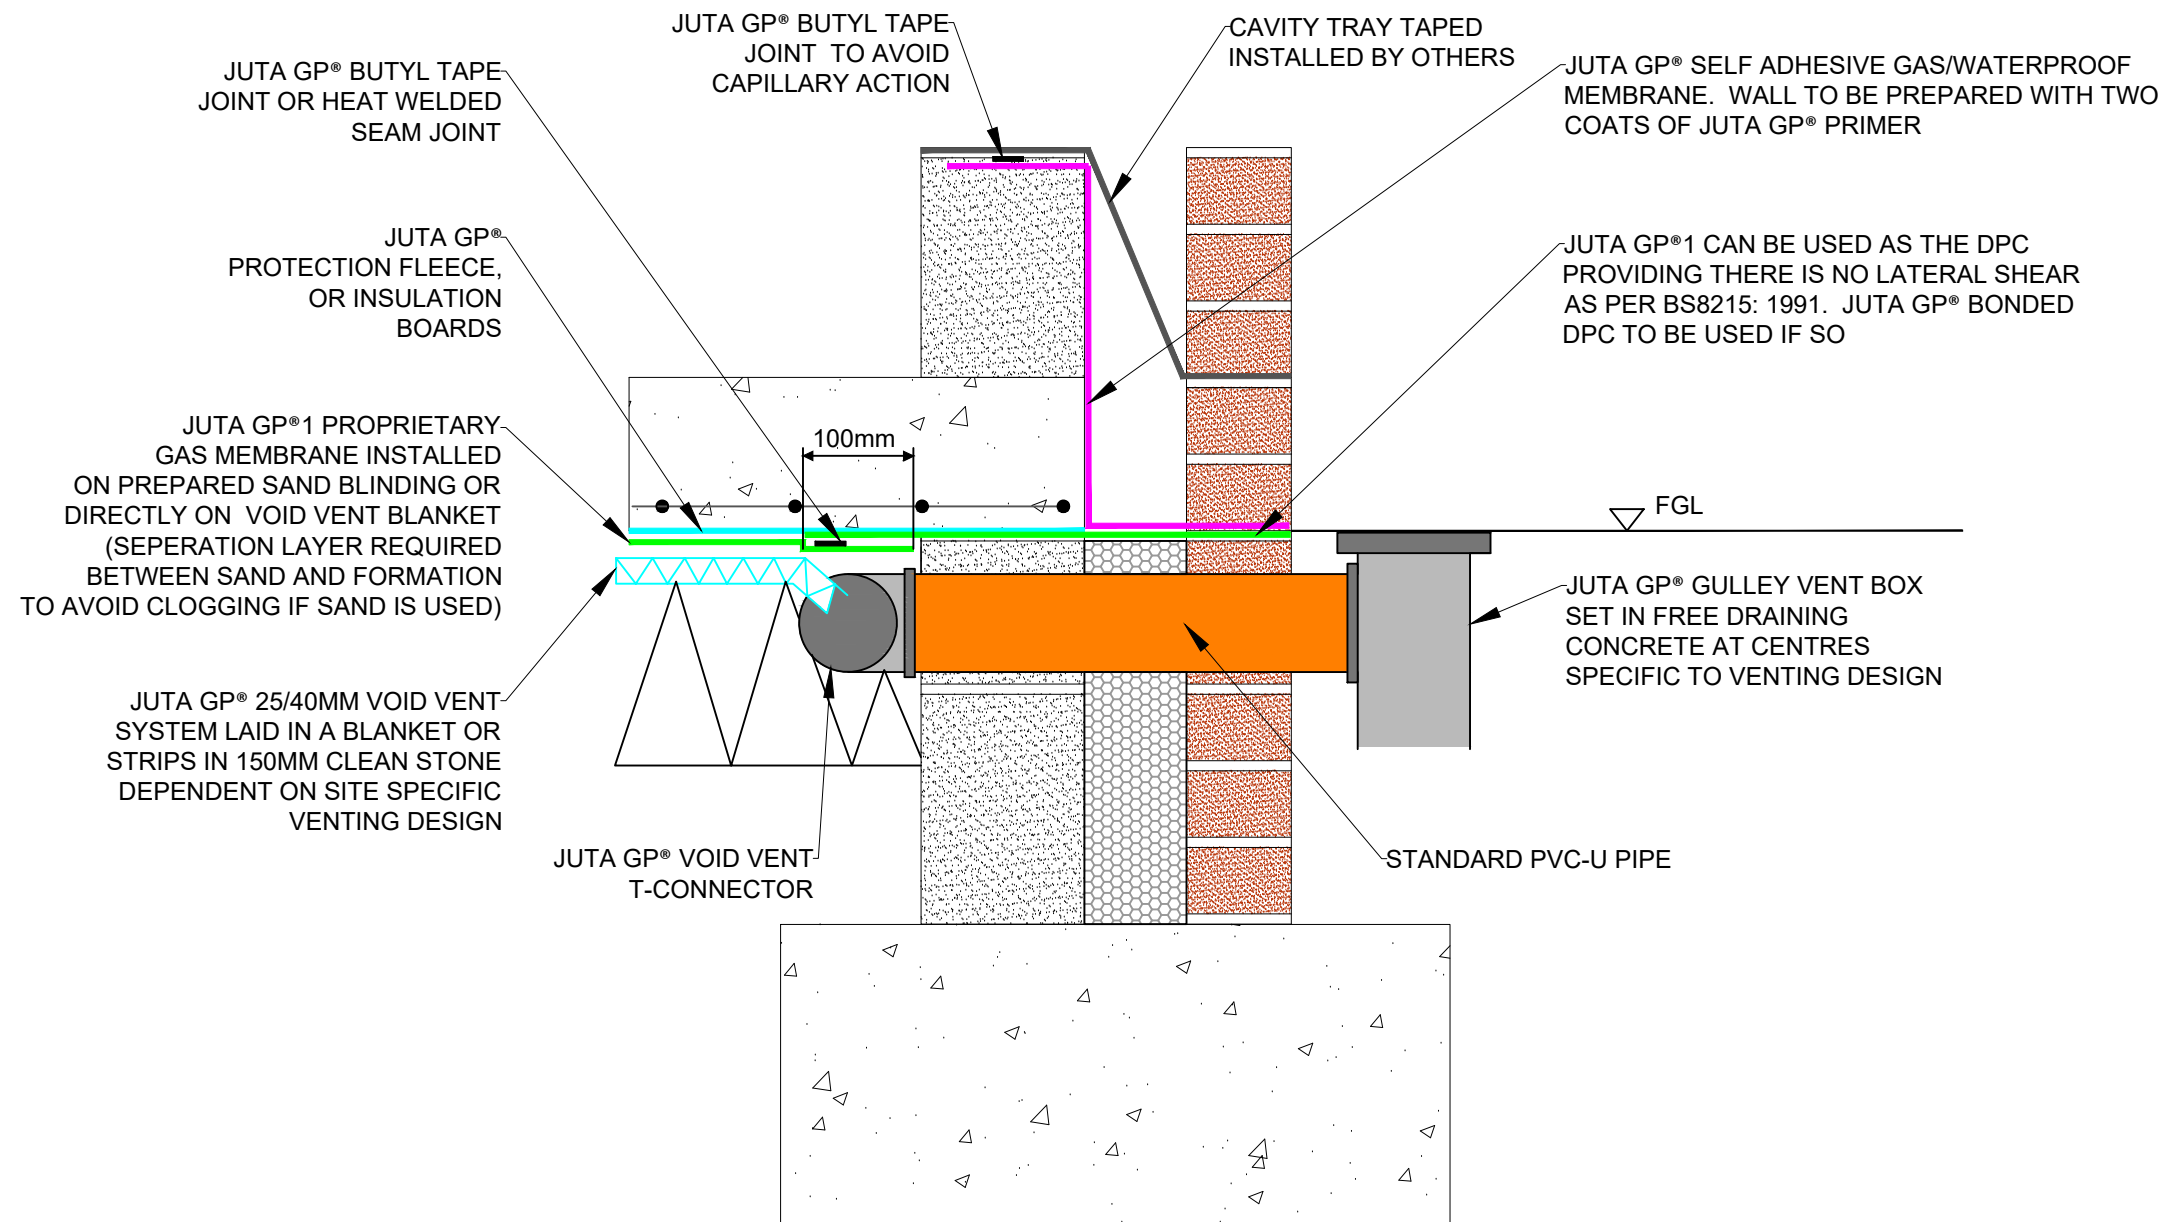 JUTA GP® BUTYL TAPE
JOINT TO AVOID
CAPILLARY ACTION
CAVITY TRAY TAPED
INSTALLED BY OTHERS
JUTA GP® BUTYL TAPE
JOINT OR HEAT WELDED
SEAM JOINT
JUTA GP® SELF ADHESIVE GAS/WATERPROOF
MEMBRANE. WALL TO BE PREPARED WITH TWO
COATS OF JUTA GP® PRIMER
JUTA GP®
PROTECTION FLEECE,
OR INSULATION
BOARDS
JUTA GP®1 CAN BE USED AS THE DPC
PROVIDING THERE IS NO LATERAL SHEAR
AS PER BS8215: 1991. JUTA GP® BONDED
DPC TO BE USED IF SO
JUTA GP®1 PROPRIETARY
GAS MEMBRANE INSTALLED
ON PREPARED SAND BLINDING OR
DIRECTLY ON VOID VENT BLANKET
(SEPERATION LAYER REQUIRED
BETWEEN SAND AND FORMATION
TO AVOID CLOGGING IF SAND IS USED)
100mm
FGL
JUTA GP® GULLEY VENT BOX
SET IN FREE DRAINING
CONCRETE AT CENTRES
SPECIFIC TO VENTING DESIGN
JUTA GP® 25/40MM VOID VENT
SYSTEM LAID IN A BLANKET OR
STRIPS IN 150MM CLEAN STONE
DEPENDENT ON SITE SPECIFIC
VENTING DESIGN
JUTA GP® VOID VENT
T-CONNECTOR
STANDARD PVC-U PIPE